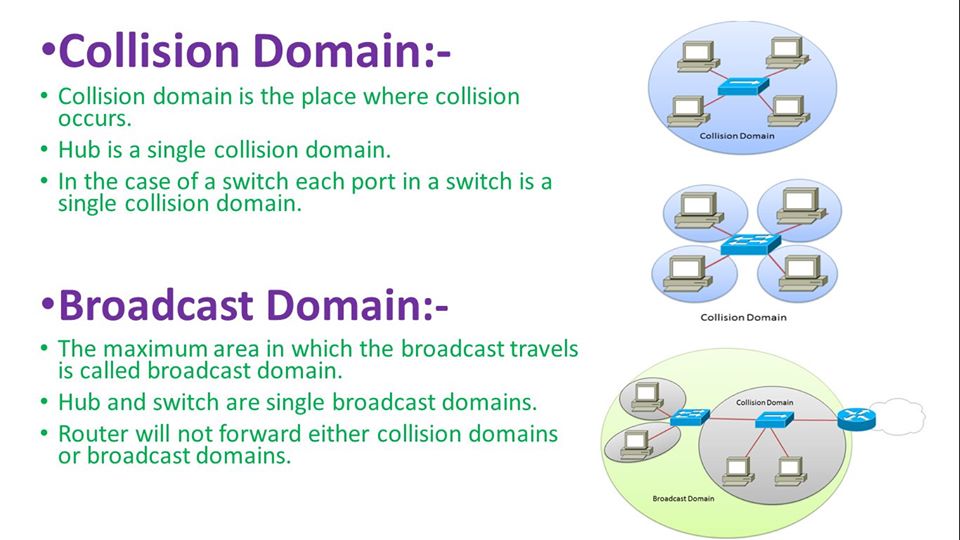 •Collision Domain:-
• Collision domain is the place where collision
occurs.
• Hub is a single collision domain.
• In the case of a switch each port in a switch is a
single collision domain.
Collision Domain
Collision Domain
•Broadcast Domain:-
• The maximum area in which the broadcast travels
is called broadcast domain.
• Hub and switch are single broadcast domains.
• Router will not forward either collision domains
or broadcast domains.
Collision Domain
Broadcast Domain